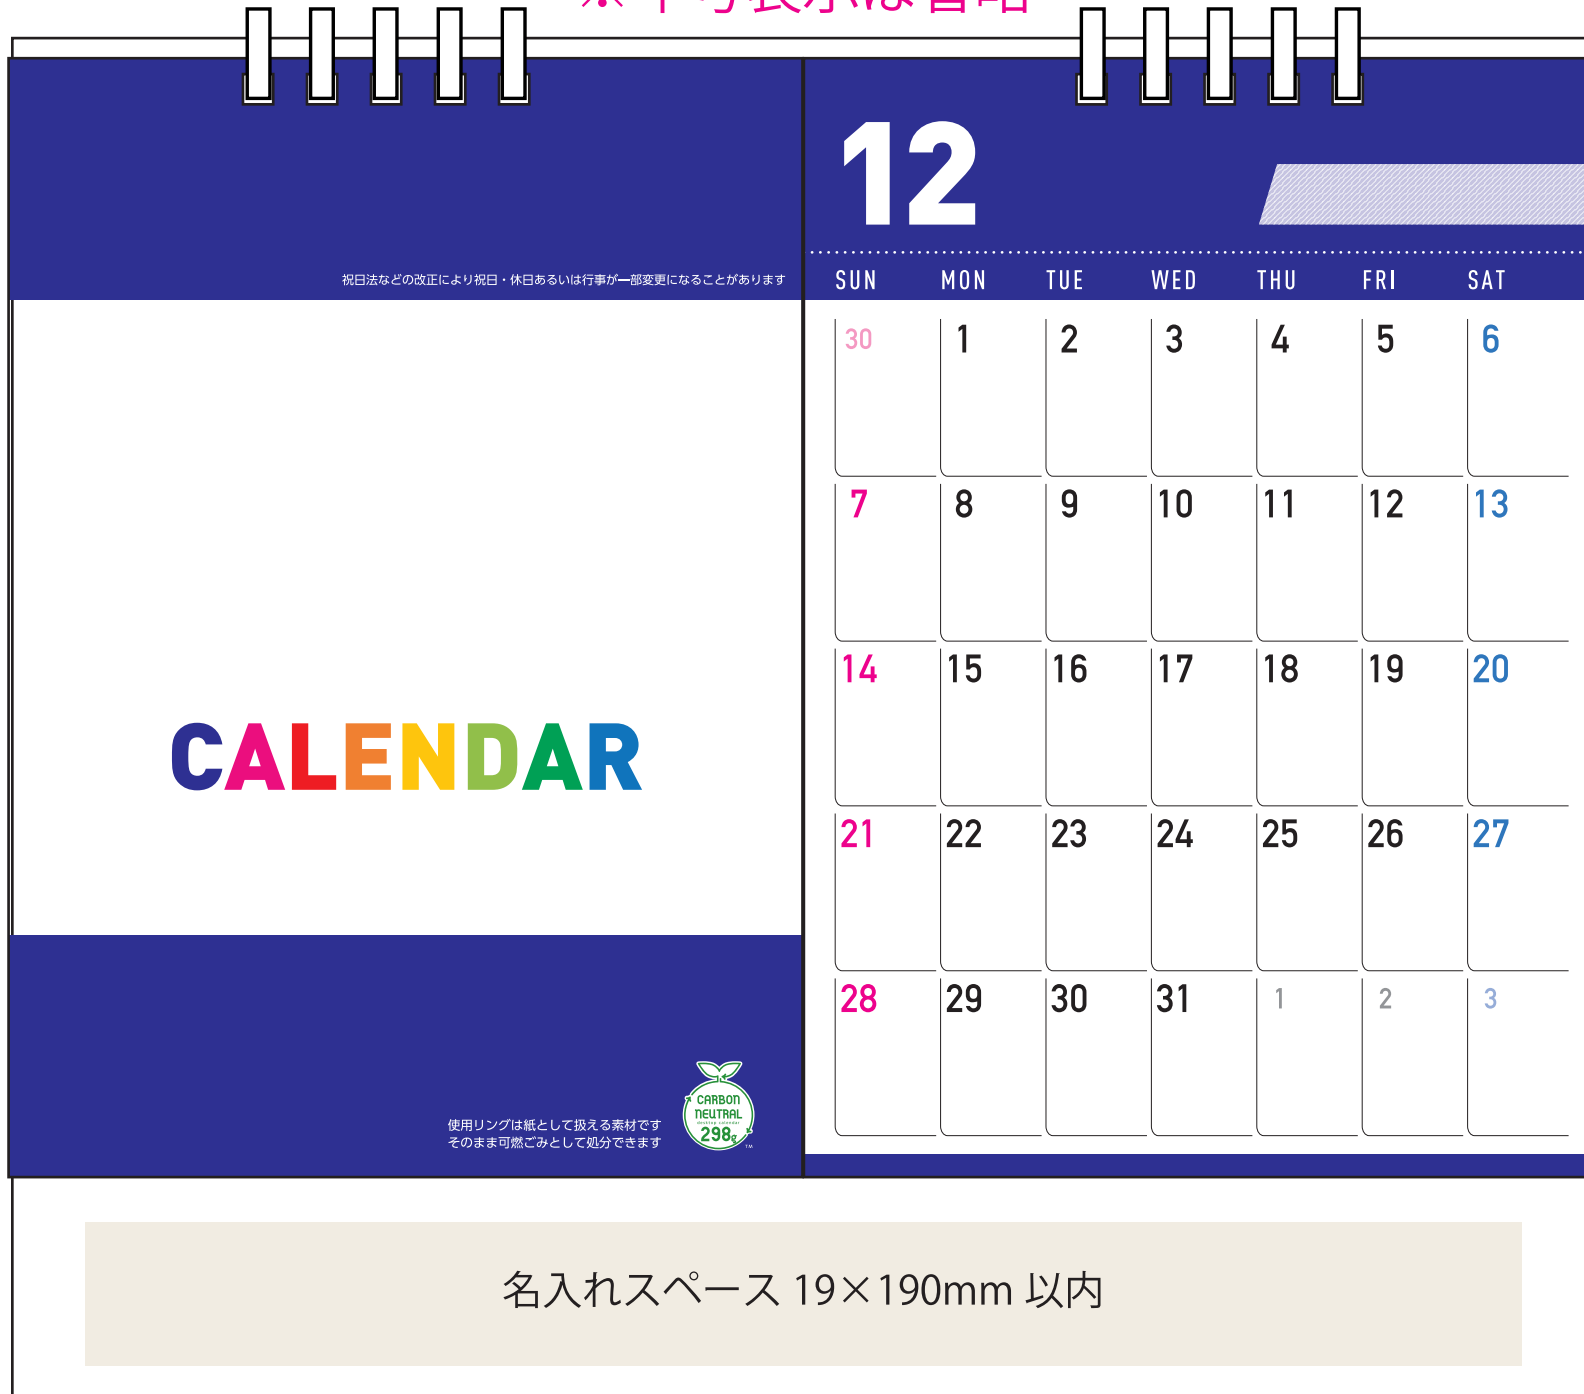 祝日法などの改正により祝日・休日あるいは行事が一部変更になることがあります
CALENDAR
使用リングは紙として扱える素材です
そのまま可燃ごみとして処分できます
CARBON
NEUTRAL
desktop calendar
298g
TM
12
SUN MON TUE WED THU FRI SAT
30 1 2 3 4 5 6
7 8 9 10 11 12 13
14 15 16 17 18 19 20
21 22 23 24 25 26 27
28 29 30 31 1 2 3
名入れスペース 19×190mm 以内